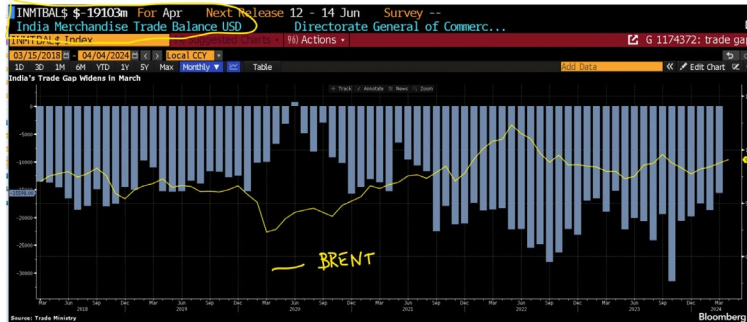 INMTBAL$ $-19103m For Apr Next Release 12 - 14 Jun Survey --
India Merchandise Trade Balance USD Directorate General of Commerc...
INMTBAL$ Index Suggested Charts 96) Actions G 1174372: trade gap
03/15/2018 - 04/04/2024 Local CCY
1D 3D 1M 6M YTD 1Y 5Y Max Monthly Table Add Data Edit Chart
India's Trade Gap Widens in March
Track Annotate News Zoom
0
-5000
-10000
-15000
-20000
-25000
-30000
BRENT
Mar Jun Sep Dec Mar Jun Sep Dec Mar Jun Sep Dec Mar Jun Sep Dec Mar Jun Sep Dec Mar Jun Sep Dec Mar
2018 2019 2020 2021 2022 2023 2024
Source: Trade Ministry
Bloomberg